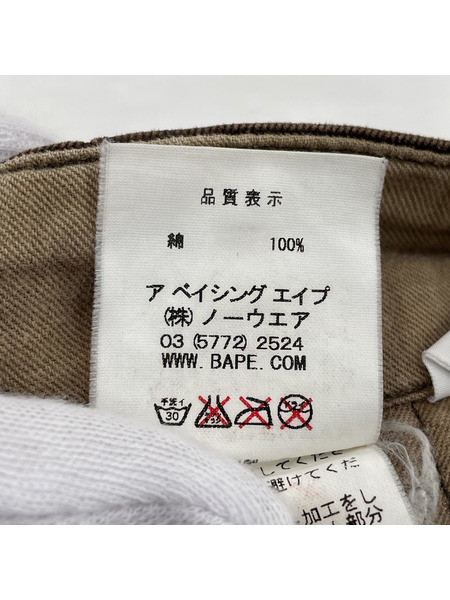 品質表示
綿 100%
ア ベイシング エイプ
(株) ノーウエア
03 (5772) 2524
WWW. BAPE. COM
手洗イ
30
してくだ
避けてくだ
加工をし
部分